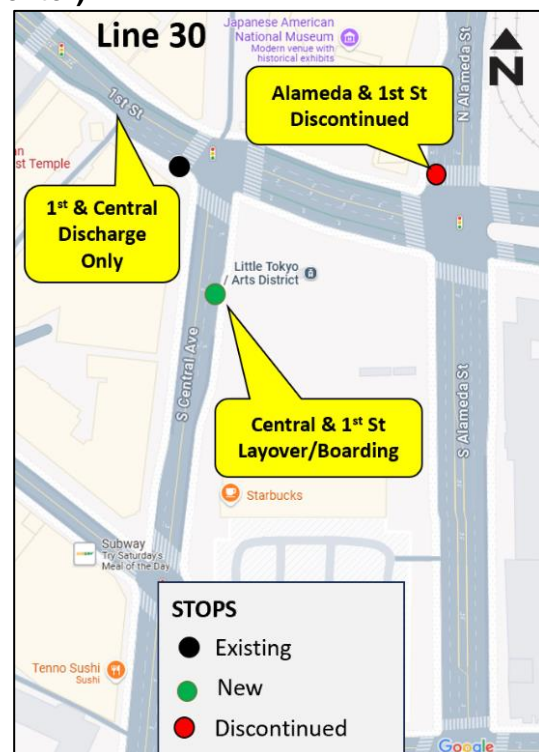 Line 30
Japanese American
National Museum
Modern venue with
historical exhibits
N Alameda St
N
1st St
Alameda & 1st St
Discontinued
st Temple
1st & Central
Discharge
Only
Little Tokyo
/ Arts District
S Central Ave
S Alameda St
Central & 1st St
Layover/Boarding
Starbucks
Subway
Try Saturday's
Meal of the Day
Tenno Sushi
Sushi
STOPS
Existing
New
Discontinued
Google